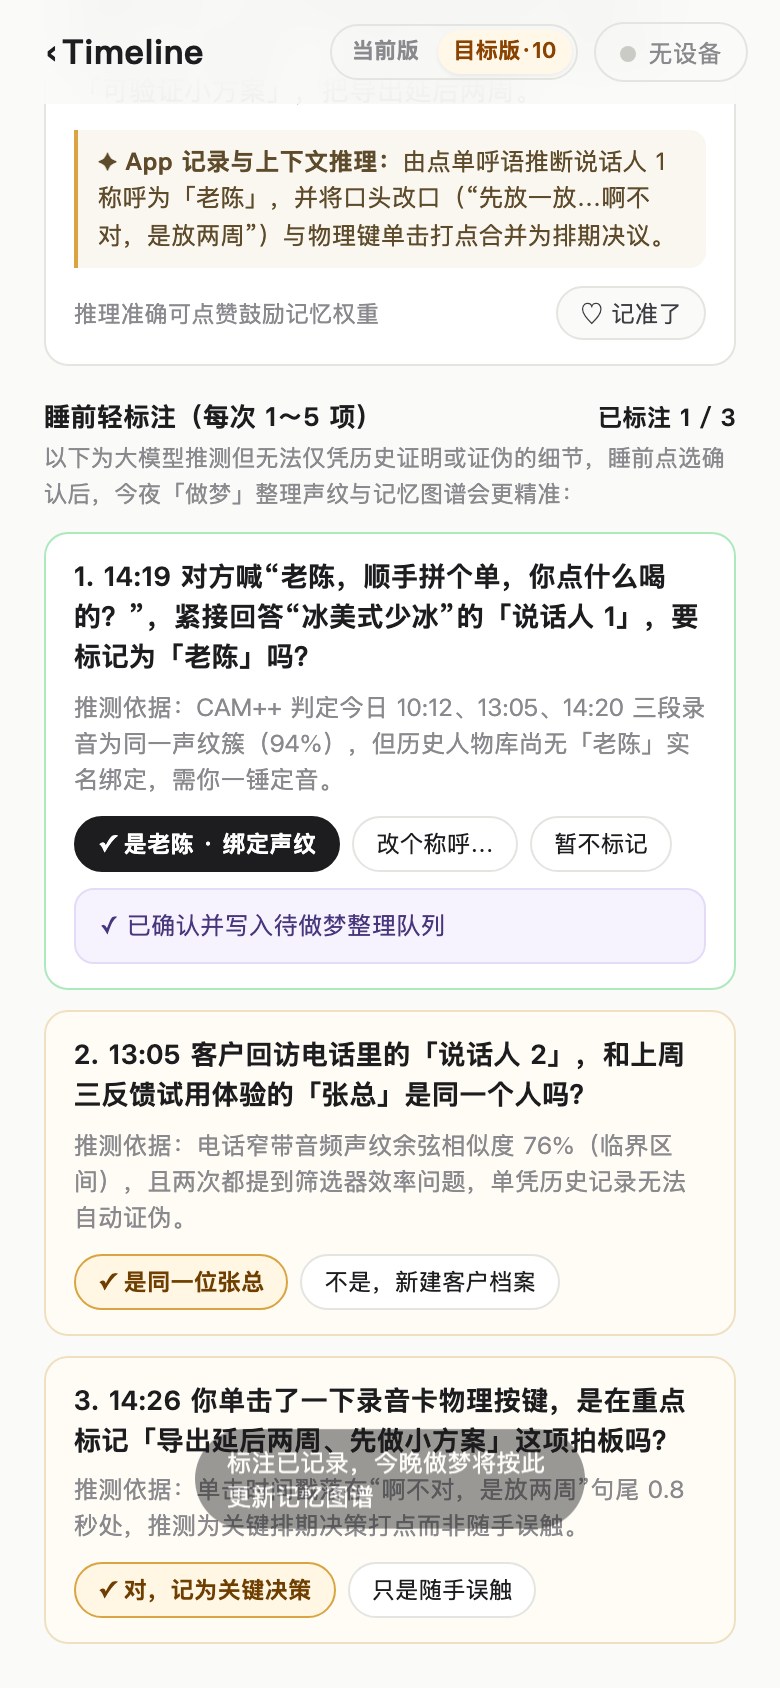 ‹ Timeline
当前版
目标版·10
无设备
「可验证小方案」，把导出延后两周。
✦ App 记录与上下文推理：由点单呼语推断说话人 1
称呼为「老陈」，并将口头改口（“先放一放…啊不
对，是放两周”）与物理键单击打点合并为排期决议。
推理准确可点赞鼓励记忆权重
♡ 记准了
睡前轻标注（每次 1～5 项）
已标注 1 / 3
以下为大模型推测但无法仅凭历史证明或证伪的细节，睡前点选确
认后，今夜「做梦」整理声纹与记忆图谱会更精准：
1. 14:19 对方喊“老陈，顺手拼个单，你点什么喝
的？”，紧接回答“冰美式少冰”的「说话人 1」，要
标记为「老陈」吗?
推测依据：CAM++ 判定今日 10:12、13:05、14:20 三段录
音为同一声纹簇（94%），但历史人物库尚无「老陈」实
名绑定，需你一锤定音。
✓ 是老陈 · 绑定声纹
改个称呼…
暂不标记
✓ 已确认并写入待做梦整理队列
2. 13:05 客户回访电话里的「说话人 2」，和上周
三反馈试用体验的「张总」是同一个人吗?
推测依据：电话窄带音频声纹余弦相似度 76%（临界区
间），且两次都提到筛选器效率问题，单凭历史记录无法
自动证伪。
✓ 是同一位张总
不是，新建客户档案
3. 14:26 你单击了一下录音卡物理按键，是在重点
标记「导出延后两周、先做小方案」这项拍板吗?
推测依据：单击时间戳落在“啊不对，是放两周”句尾 0.8
秒处，推测为关键排期决策打点而非随手误触。
标注已记录，今晚做梦将按此
更新记忆图谱
✓ 对，记为关键决策
只是随手误触